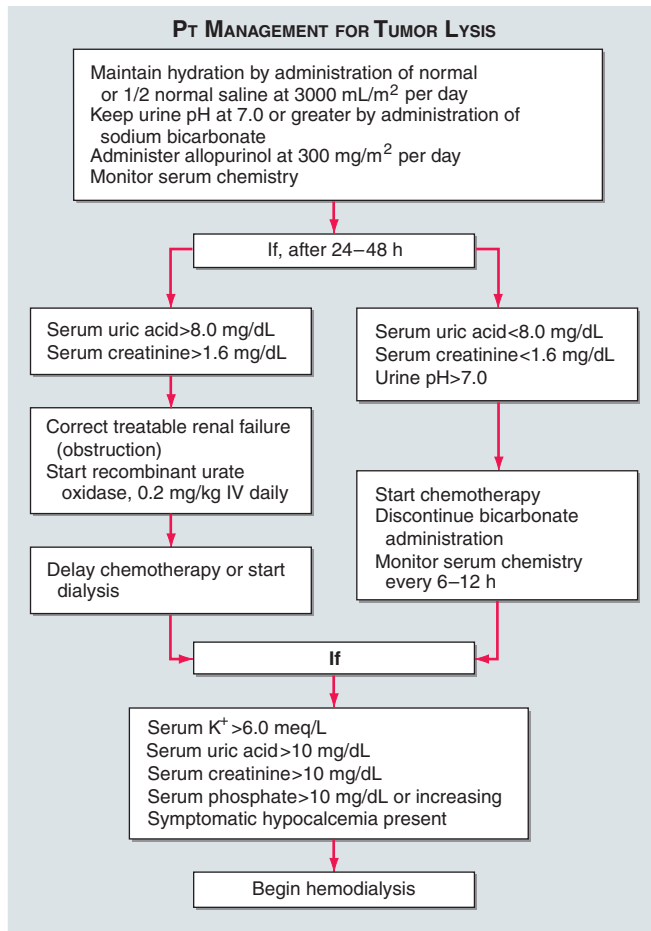 PT MANAGEMENT FOR TUMOR LYSIS
Maintain hydration by administration of normal
or 1/2 normal saline at 3000 mL/m² per day
Keep urine pH at 7.0 or greater by administration of
sodium bicarbonate
Administer allopurinol at 300 mg/m² per day
Monitor serum chemistry
If, after 24–48 h
Serum uric acid>8.0 mg/dL
Serum creatinine>1.6 mg/dL
Correct treatable renal failure
(obstruction)
Start recombinant urate
oxidase, 0.2 mg/kg IV daily
Delay chemotherapy or start
dialysis
Serum uric acid<8.0 mg/dL
Serum creatinine<1.6 mg/dL
Urine pH>7.0
Start chemotherapy
Discontinue bicarbonate
administration
Monitor serum chemistry
every 6–12 h
If
Serum K⁺>6.0 meq/L
Serum uric acid>10 mg/dL
Serum creatinine>10 mg/dL
Serum phosphate>10 mg/dL or increasing
Symptomatic hypocalcemia present
Begin hemodialysis